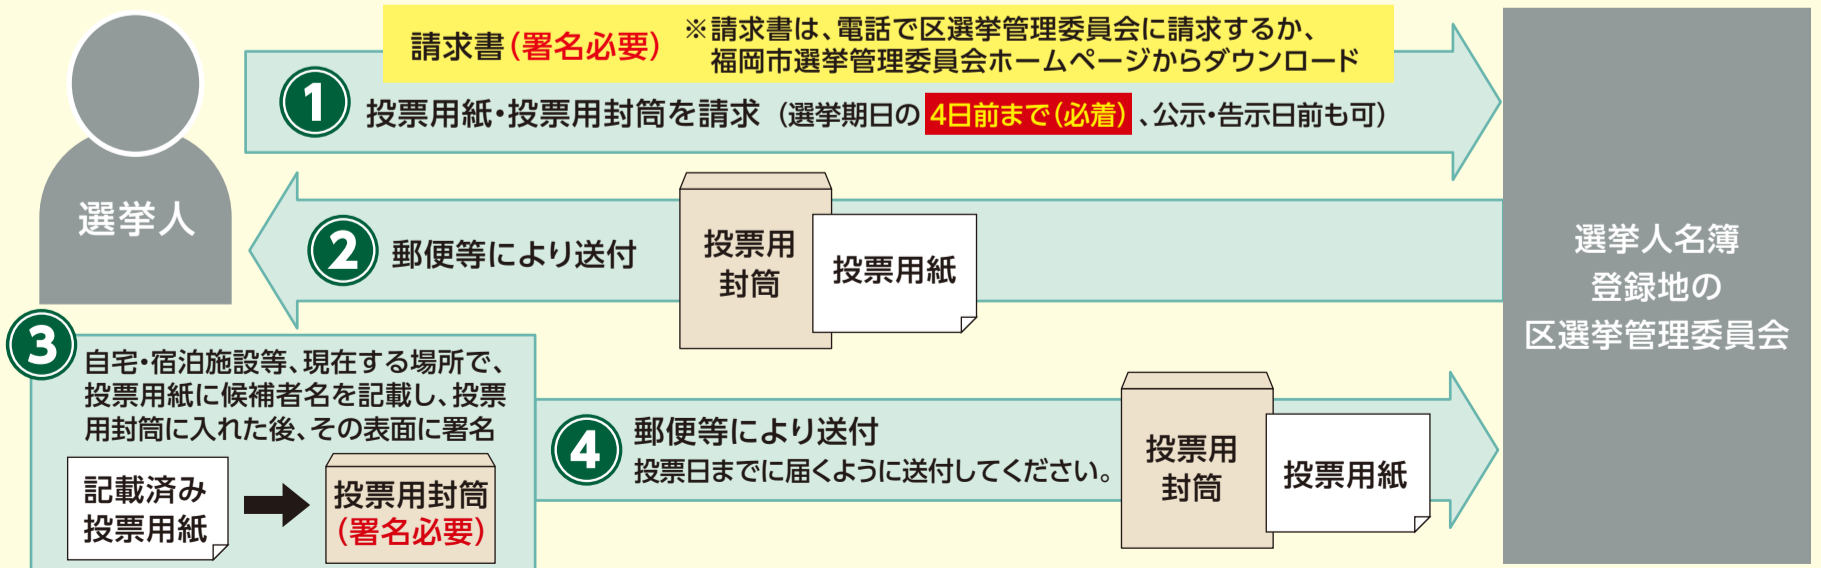 請求書(署名必要)
※請求書は、電話で区選挙管理委員会に請求するか、
福岡市選挙管理委員会ホームページからダウンロード
1 投票用紙・投票用封筒を請求(選挙期日の4日前まで(必着)、公示・告示日前も可)
選挙人
2 郵便等により送付
投票用
封筒
投票用紙
選挙人名簿
登録地の
区選挙管理委員会
3
自宅・宿泊施設等、現在する場所で、
投票用紙に候補者名を記載し、投票
用封筒に入れた後、その表面に署名
記載済み
投票用紙
投票用封筒
(署名必要)
4 郵便等により送付
投票日までに届くように送付してください。
投票用
封筒
投票用紙